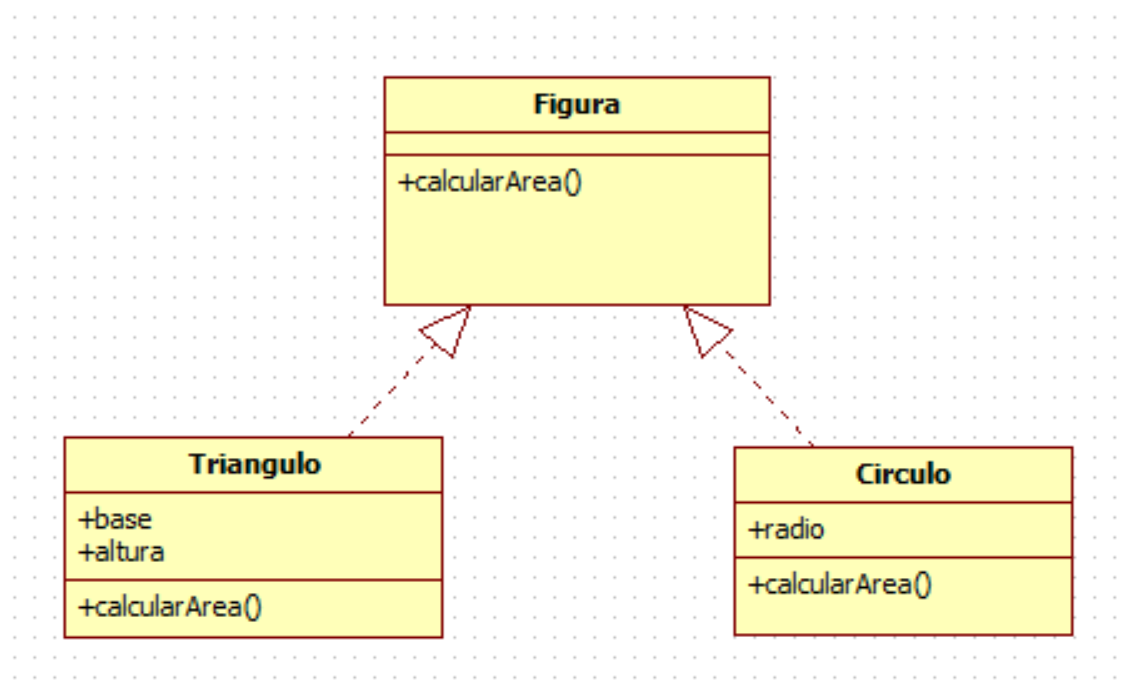 Figura
+calcularArea()
Triangulo
+base
+altura
+calcularArea()
Circulo
+radio
+calcularArea()